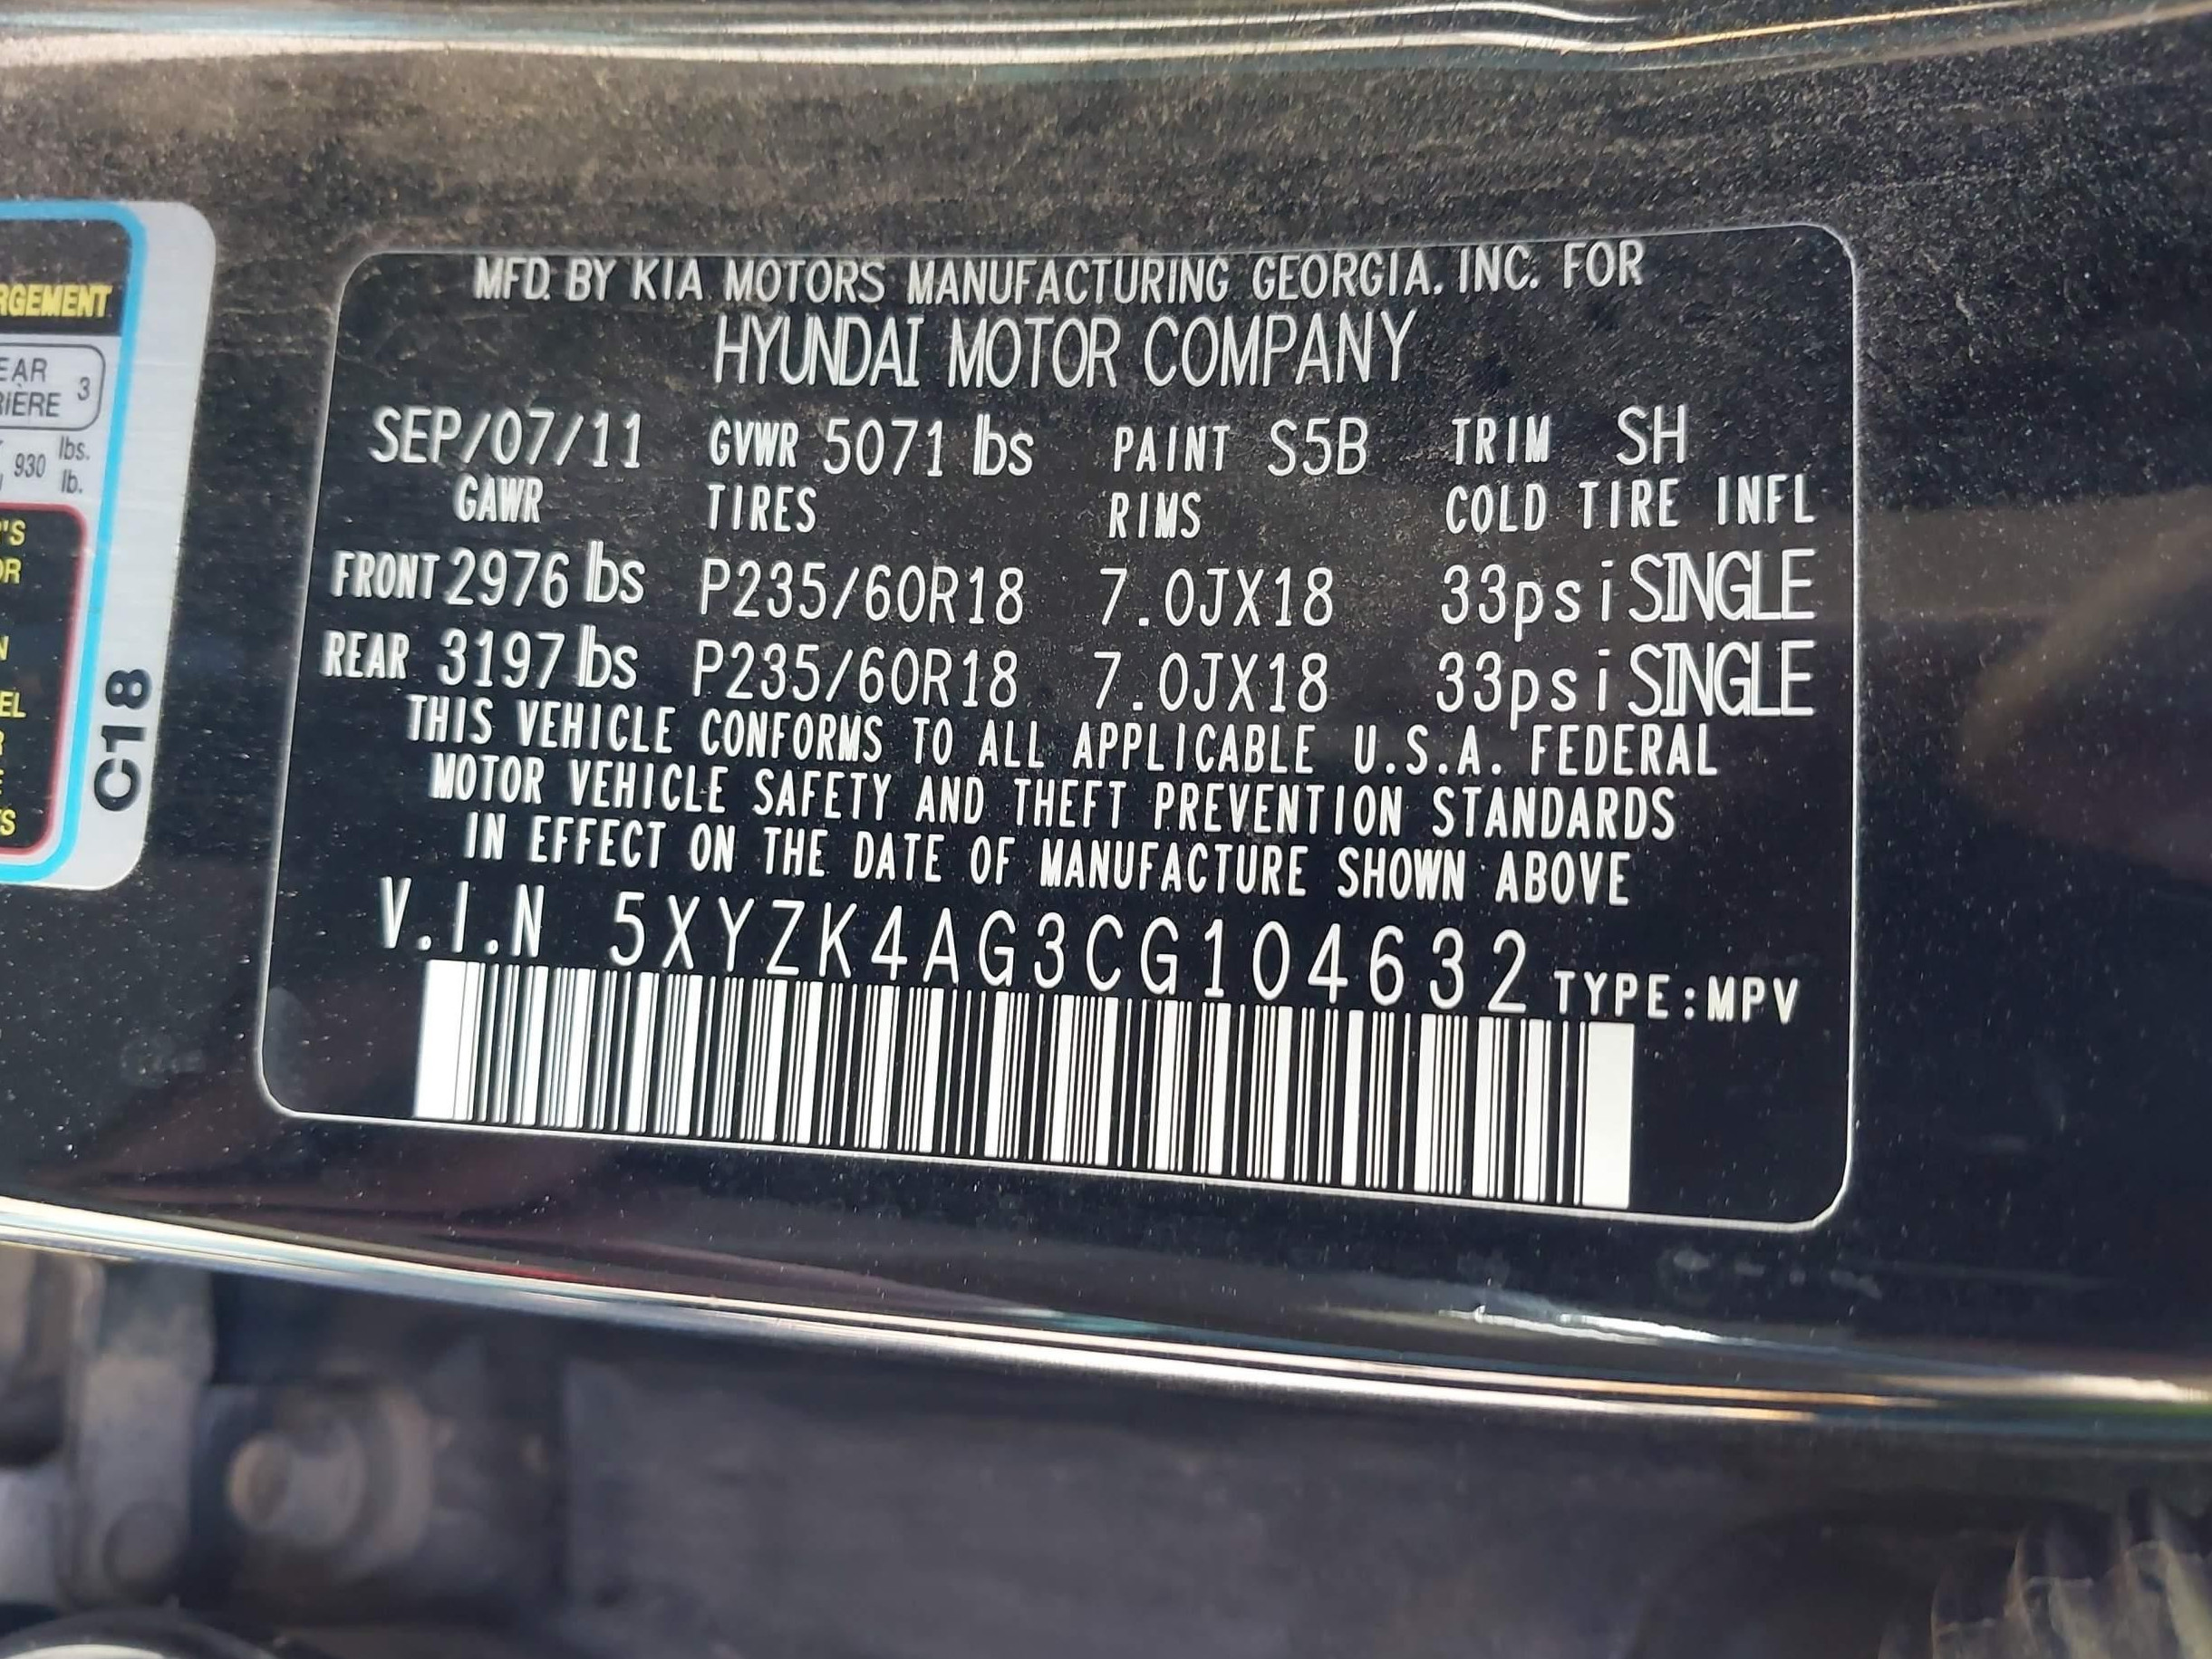 RGEMENT
EAR
RIÈRE 3
930 lbs.
lb.
'S
OR
N
EL
R
E
S
C18
MFD. BY KIA MOTORS MANUFACTURING GEORGIA. INC. FOR
HYUNDAI MOTOR COMPANY
SEP/07/11 GVWR 5071 lbs PAINT S5B TRIM SH
GAWR TIRES RIMS COLD TIRE INFL
FRONT 2976 lbs P235/60R18 7.0JX18 33psi SINGLE
REAR 3197 lbs P235/60R18 7.0JX18 33psi SINGLE
THIS VEHICLE CONFORMS TO ALL APPLICABLE U.S.A. FEDERAL
MOTOR VEHICLE SAFETY AND THEFT PREVENTION STANDARDS
IN EFFECT ON THE DATE OF MANUFACTURE SHOWN ABOVE
V.I.N 5XYZK4AG3CG104632 TYPE:MPV